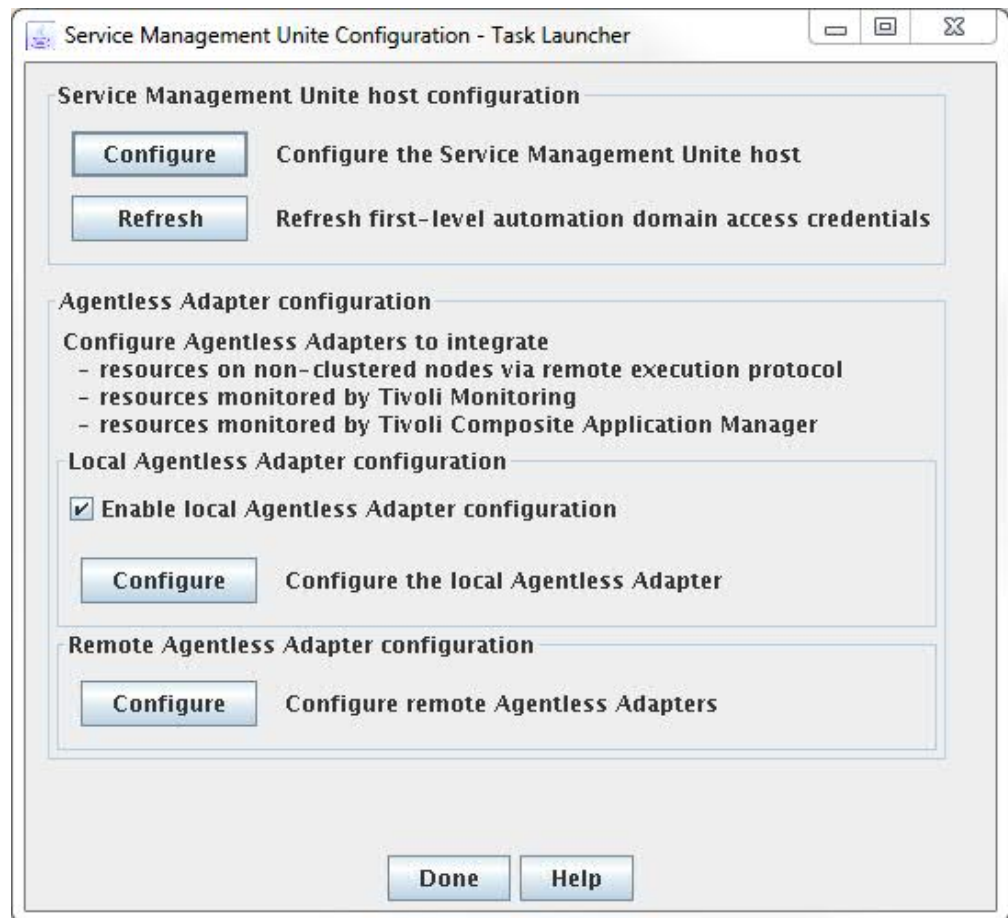 Service Management Unite Configuration - Task Launcher
Service Management Unite host configuration
Configure Configure the Service Management Unite host
Refresh Refresh first-level automation domain access credentials
Agentless Adapter configuration
Configure Agentless Adapters to integrate
- resources on non-clustered nodes via remote execution protocol
- resources monitored by Tivoli Monitoring
- resources monitored by Tivoli Composite Application Manager
Local Agentless Adapter configuration
Enable local Agentless Adapter configuration
Configure Configure the local Agentless Adapter
Remote Agentless Adapter configuration
Configure Configure remote Agentless Adapters
Done Help